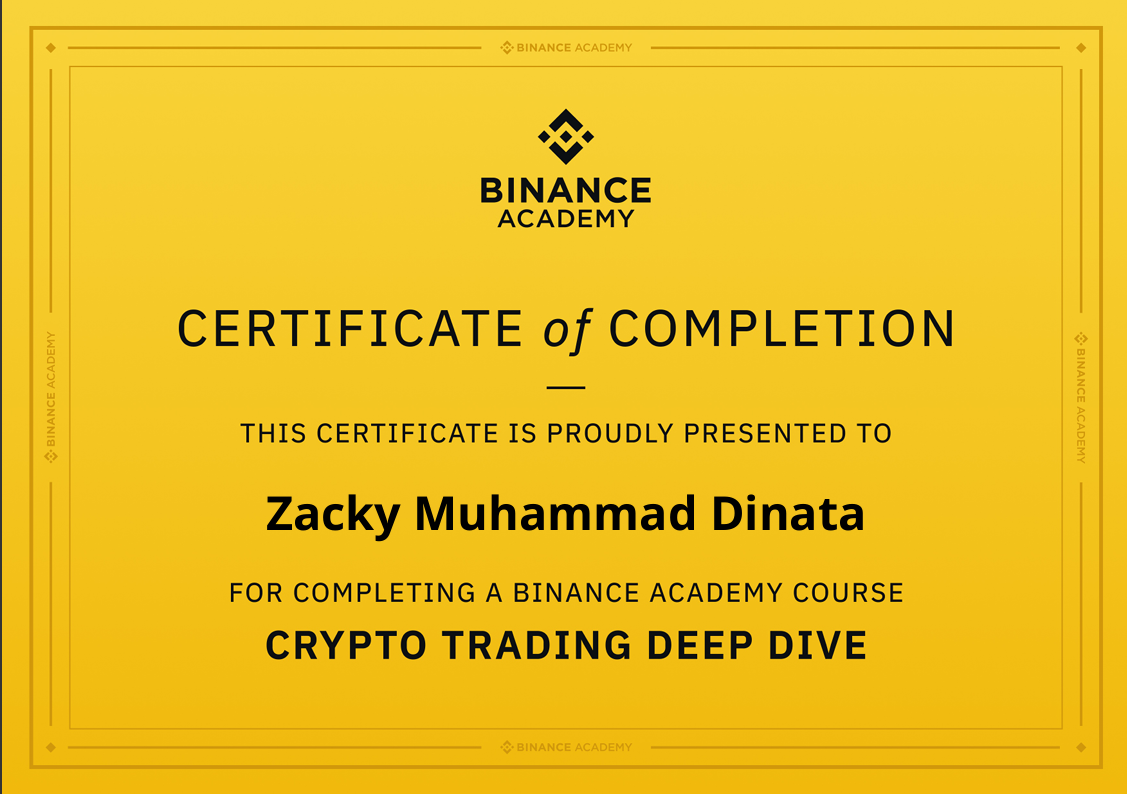 BINANCE ACADEMY
BINANCE
ACADEMY
CERTIFICATE of COMPLETION
THIS CERTIFICATE IS PROUDLY PRESENTED TO
BINANCE ACADEMY
BINANCE ACADEMY
Zacky Muhammad Dinata
FOR COMPLETING A BINANCE ACADEMY COURSE
CRYPTO TRADING DEEP DIVE
BINANCE ACADEMY